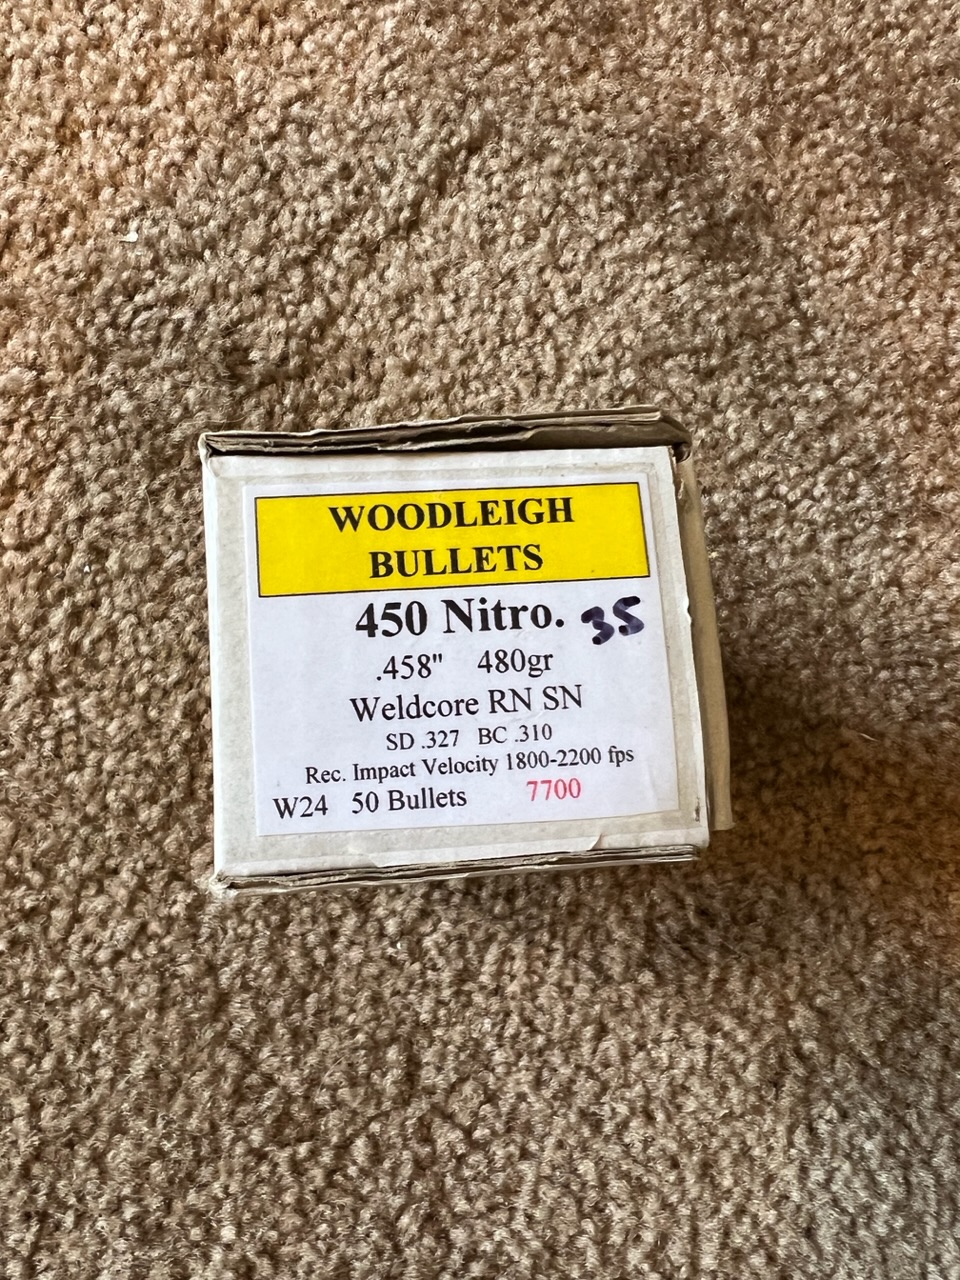 WOODLEIGH
BULLETS
450 Nitro. 35
.458" 480gr
Weldcore RN SN
SD .327 BC .310
Rec. Impact Velocity 1800-2200 fps
W24 50 Bullets 7700